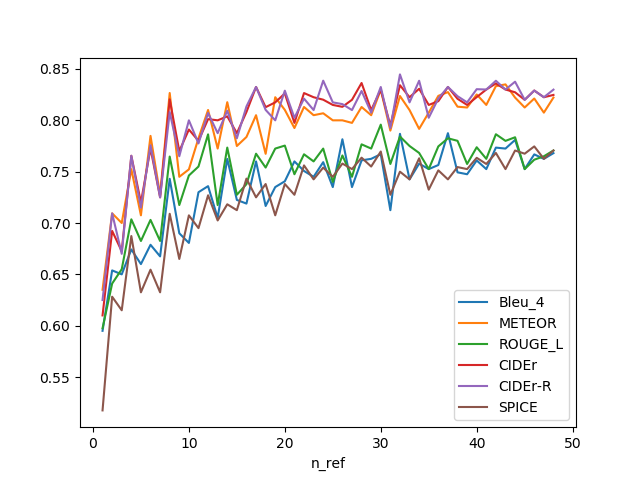 0.85
0.80
0.75
0.70
0.65
0.60
0.55
0
10
20
30
40
50
n_ref
Bleu_4
METEOR
ROUGE_L
CIDEr
CIDEr-R
SPICE